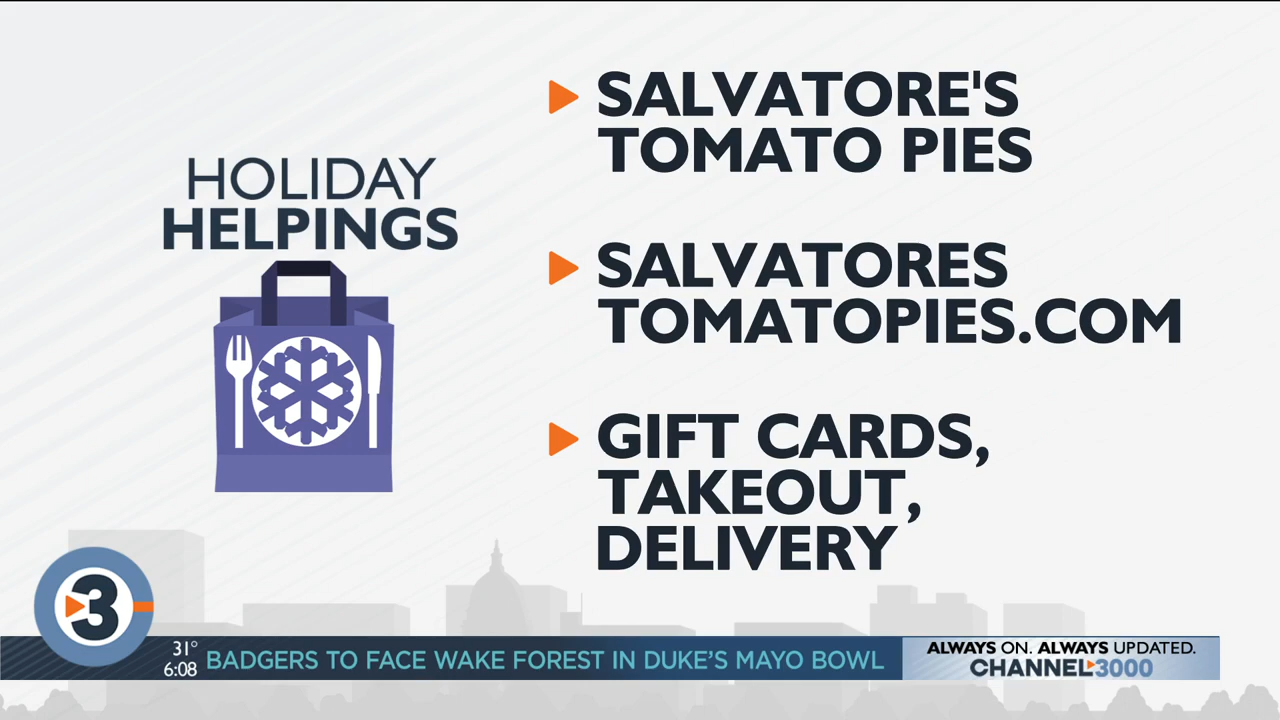 HOLIDAY
HELPINGS
SALVATORE'S
TOMATO PIES
SALVATORES
TOMATOPIES.COM
GIFT CARDS,
TAKEOUT,
DELIVERY
3
31°
6:08
BADGERS TO FACE WAKE FOREST IN DUKE'S MAYO BOWL
ALWAYS ON. ALWAYS UPDATED.
CHANNEL3000